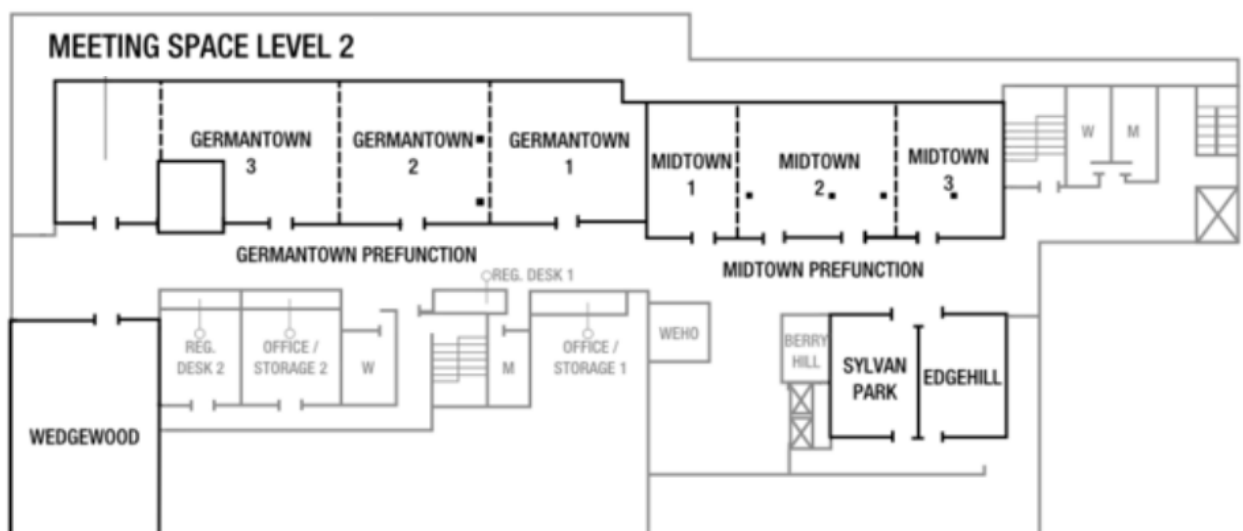 MEETING SPACE LEVEL 2
GERMANTOWN
3
GERMANTOWN
2
GERMANTOWN
1
MIDTOWN
1
MIDTOWN
2
MIDTOWN
3
W
M
GERMANTOWN PREFUNCTION
MIDTOWN PREFUNCTION
REG. DESK 1
REG.
DESK 2
OFFICE /
STORAGE 2
W
M
OFFICE /
STORAGE 1
WEHO
BERRY
HILL
SYLVAN
PARK
EDGEHILL
WEDGEWOOD